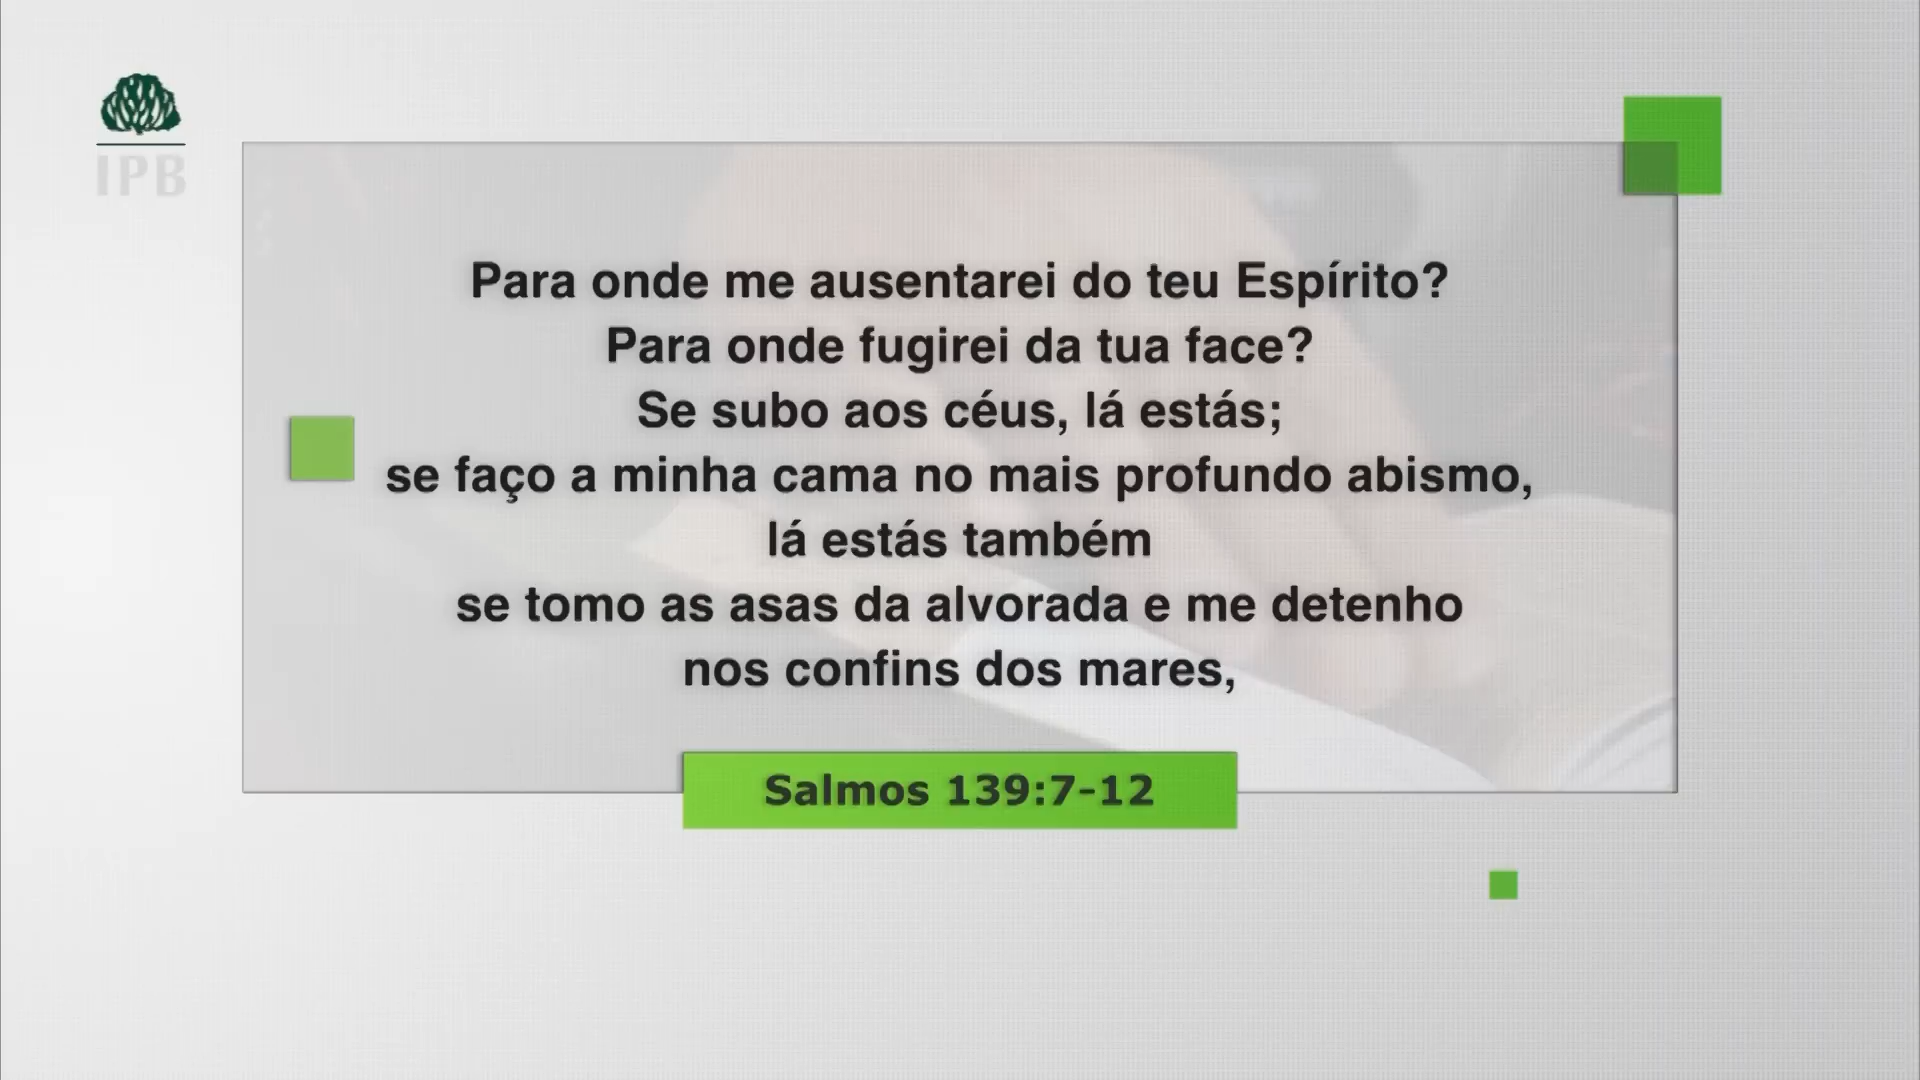 IPB
Para onde me ausentarei do teu Espírito?
Para onde fugirei da tua face?
Se subo aos céus, lá estás;
se faço a minha cama no mais profundo abismo,
lá estás também
se tomo as asas da alvorada e me detenho
nos confins dos mares,
Salmos 139:7-12